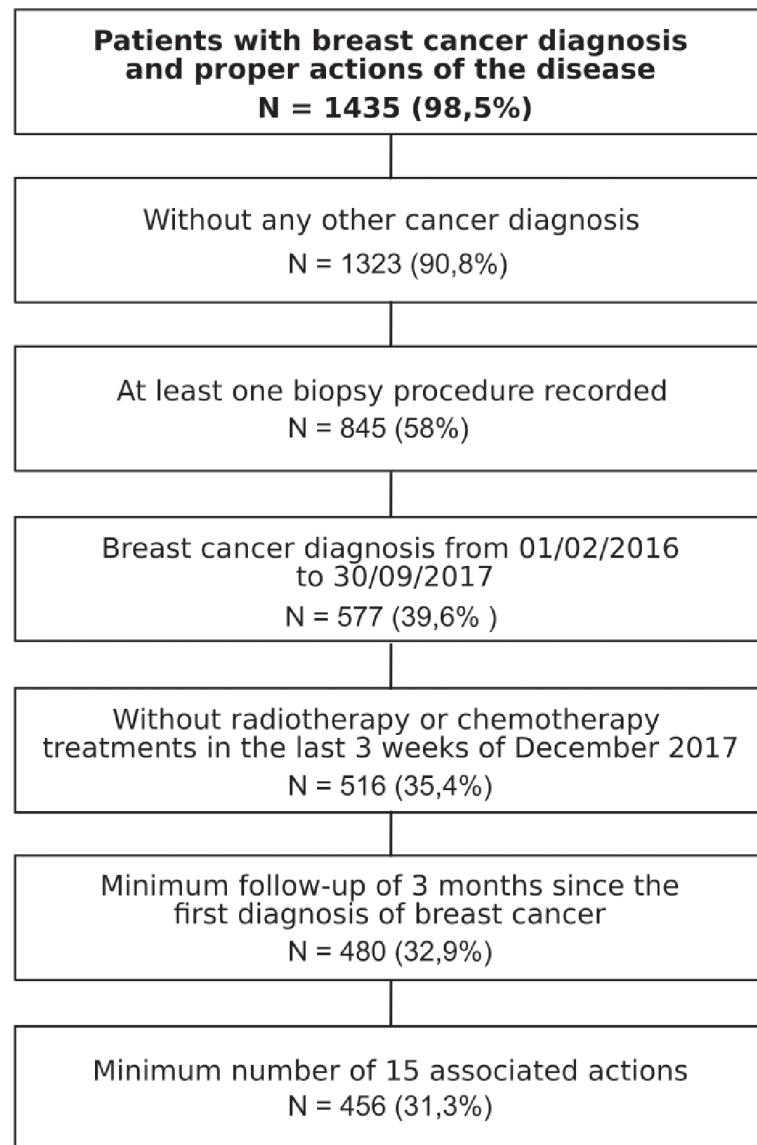 Patients with breast cancer diagnosis
and proper actions of the disease
N = 1435 (98,5%)
Without any other cancer diagnosis
N = 1323 (90,8%)
At least one biopsy procedure recorded
N = 845 (58%)
Breast cancer diagnosis from 01/02/2016
to 30/09/2017
N = 577 (39,6% )
Without radiotherapy or chemotherapy
treatments in the last 3 weeks of December 2017
N = 516 (35,4%)
Minimum follow-up of 3 months since the
first diagnosis of breast cancer
N = 480 (32,9%)
Minimum number of 15 associated actions
N = 456 (31,3%)